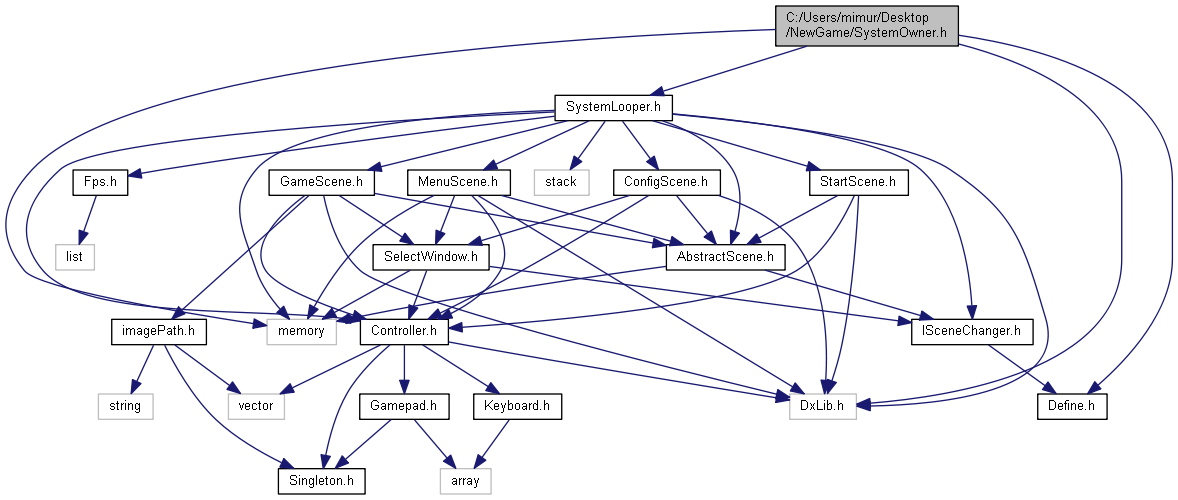 C:/Users/mimur/Desktop
/NewGame/SystemOwner.h
SystemLooper.h
Fps.h
GameScene.h
MenuScene.h
stack
ConfigScene.h
StartScene.h
list
SelectWindow.h
AbstractScene.h
imagePath.h
memory
Controller.h
ISceneChanger.h
string
vector
Gamepad.h
Keyboard.h
DxLib.h
Define.h
Singleton.h
array